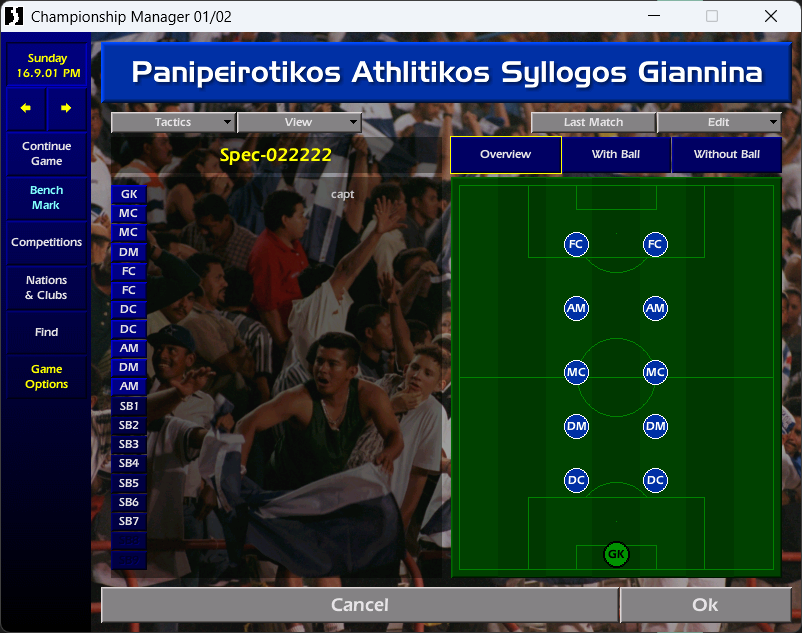 Championship Manager 01/02
Sunday
16.9.01 PM
Panipeirotikos Athlitikos Syllogos Giannina
Continue
Game
Bench
Mark
Competitions
Nations
& Clubs
Find
Game
Options
Tactics
View
Last Match
Edit
Spec-022222
Overview
With Ball
Without Ball
GK capt
MC
MC
DM
FC
FC
DC
DC
AM
DM
AM
SB1
SB2
SB3
SB4
SB5
SB6
SB7
FC FC
AM AM
MC MC
DM DM
DC DC
GK
Cancel
Ok